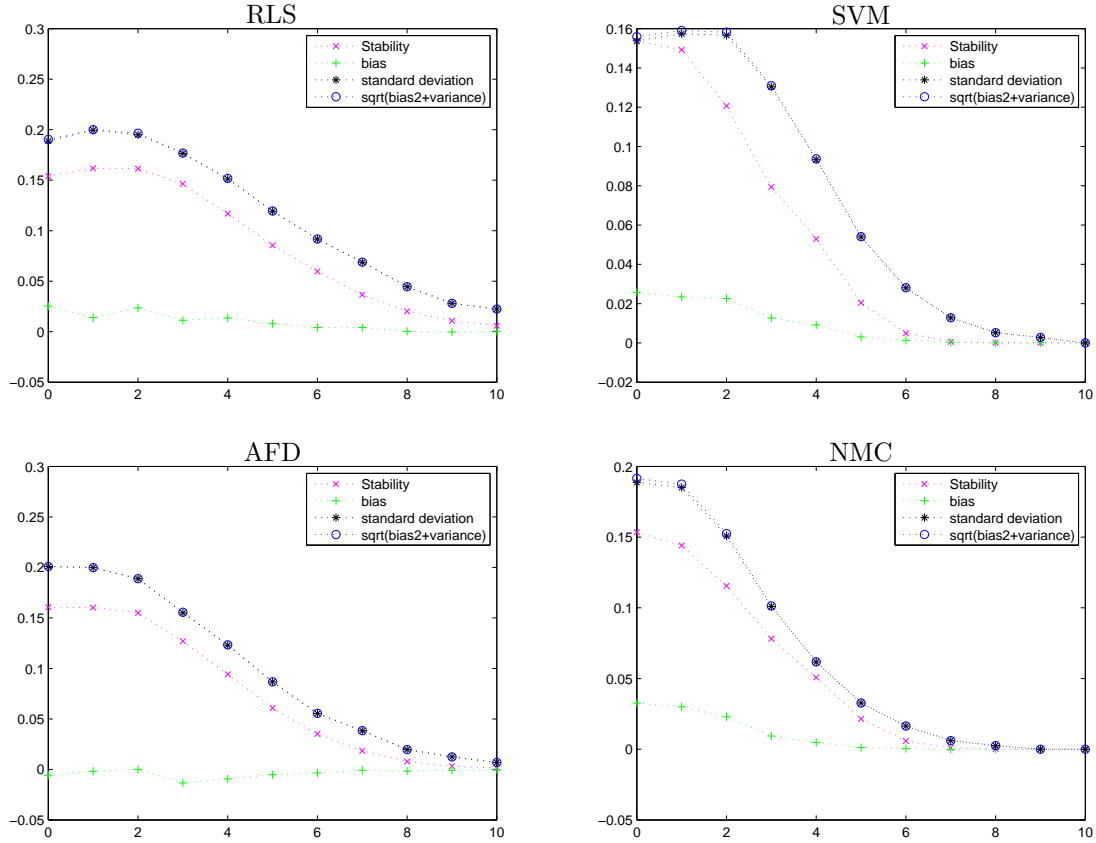 RLS
0.3
0.25
0.2
0.15
0.1
0.05
0
−0.05
0 2 4 6 8 10
Stability
bias
standard deviation
sqrt(bias2+variance)
SVM
0.16
0.14
0.12
0.1
0.08
0.06
0.04
0.02
0
−0.02
0 2 4 6 8 10
Stability
bias
standard deviation
sqrt(bias2+variance)
AFD
0.3
0.25
0.2
0.15
0.1
0.05
0
−0.05
0 2 4 6 8 10
Stability
bias
standard deviation
sqrt(bias2+variance)
NMC
0.2
0.15
0.1
0.05
0
−0.05
0 2 4 6 8 10
Stability
bias
standard deviation
sqrt(bias2+variance)